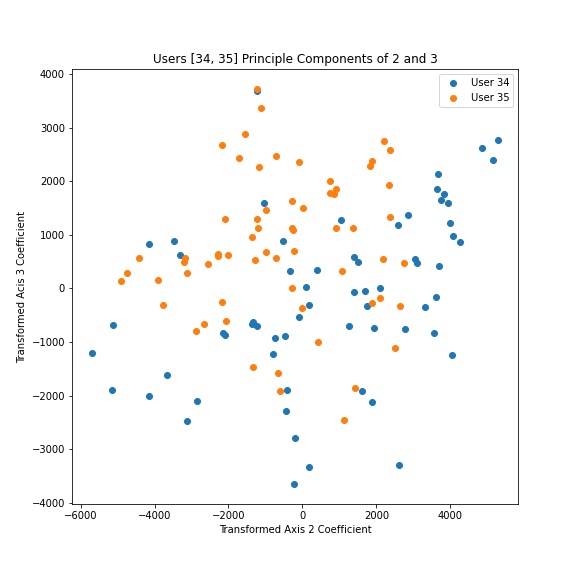 Users [34, 35] Principle Components of 2 and 3
User 34
User 35
Transformed Acis 3 Coefficient
4000
3000
2000
1000
0
−1000
−2000
−3000
−4000
−6000 −4000 −2000 0 2000 4000
Transformed Axis 2 Coefficient